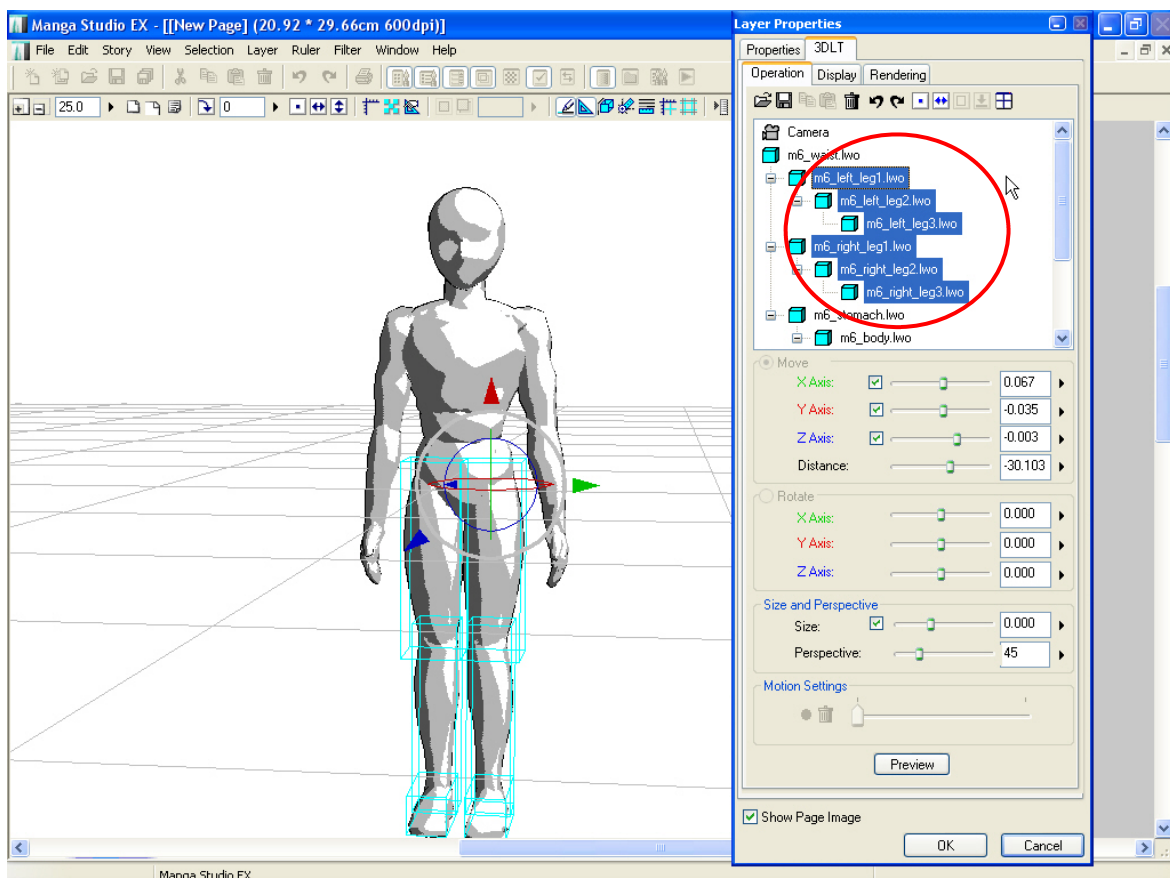 Manga Studio EX - [[New Page] (20.92 * 29.66cm 600dpi)]
File Edit Story View Selection Layer Ruler Filter Window Help
25.0
0
Layer Properties
Properties 3DLT
Operation Display Rendering
Camera
m6_waist.lwo
m6_left_leg1.lwo
m6_left_leg2.lwo
m6_left_leg3.lwo
m6_right_leg1.lwo
m6_right_leg2.lwo
m6_right_leg3.lwo
m6_stomach.lwo
m6_body.lwo
Move
X Axis: 0.067
Y Axis: -0.035
Z Axis: -0.003
Distance: -30.103
Rotate
X Axis: 0.000
Y Axis: 0.000
Z Axis: 0.000
Size and Perspective
Size: 0.000
Perspective: 45
Motion Settings
Preview
Show Page Image
OK Cancel
Manga Studio EX